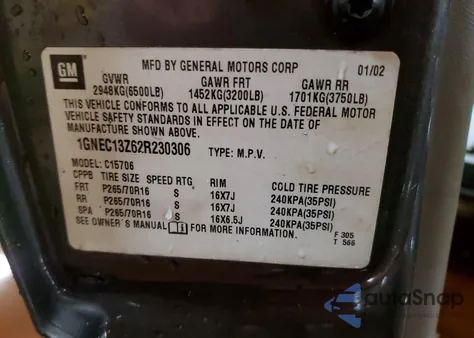 GM
MFD BY GENERAL MOTORS CORP 01/02
GVWR GAWR FRT GAWR RR
2948KG(6500LB) 1452KG(3200LB) 1701KG(3750LB)
THIS VEHICLE CONFORMS TO ALL APPLICABLE U.S. FEDERAL MOTOR
VEHICLE SAFETY STANDARDS IN EFFECT ON THE DATE OF
MANUFACTURE SHOWN ABOVE.
1GNEC13Z62R230306 TYPE: M.P.V.
MODEL: C15706
CPPB TIRE SIZE SPEED RTG RIM COLD TIRE PRESSURE
FRT P265/70R16 S 16X7J 240KPA(35PSI)
RR P265/70R16 S 16X7J 240KPA(35PSI)
SPA P265/70R16 S 16X6.5J 240KPA(35PSI)
SEE OWNER'S MANUAL FOR MORE INFORMATION.
F 305
T 566
autoSnap